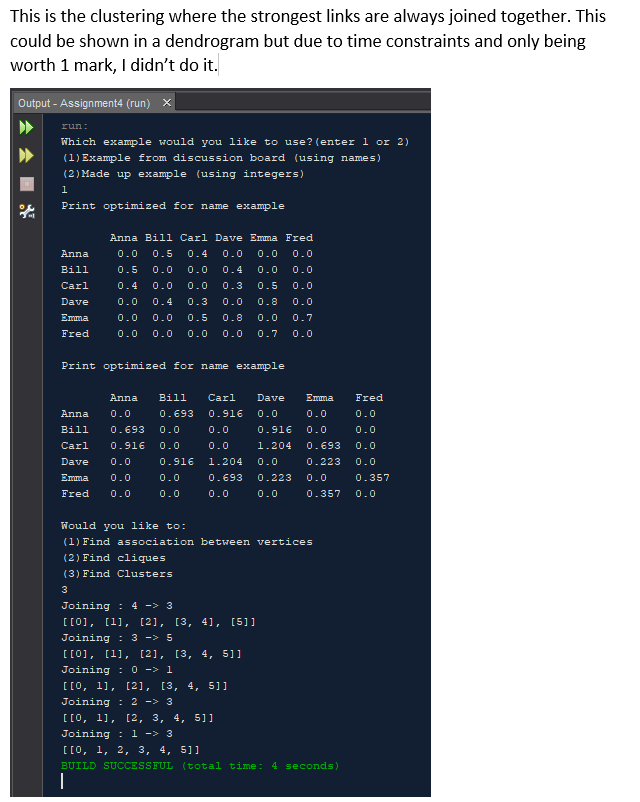 This is the clustering where the strongest links are always joined together. This
could be shown in a dendrogram but due to time constraints and only being
worth 1 mark, I didn’t do it.
Output - Assignment4 (run) ×
run:
Which example would you like to use?(enter 1 or 2)
(1)Example from discussion board (using names)
(2)Made up example (using integers)
1
Print optimized for name example
Anna Bill Carl Dave Emma Fred
Anna 0.0 0.5 0.4 0.0 0.0 0.0
Bill 0.5 0.0 0.0 0.4 0.0 0.0
Carl 0.4 0.0 0.0 0.3 0.5 0.0
Dave 0.0 0.4 0.3 0.0 0.8 0.0
Emma 0.0 0.0 0.5 0.8 0.0 0.7
Fred 0.0 0.0 0.0 0.0 0.7 0.0
Print optimized for name example
Anna Bill Carl Dave Emma Fred
Anna 0.0 0.693 0.916 0.0 0.0 0.0
Bill 0.693 0.0 0.0 0.916 0.0 0.0
Carl 0.916 0.0 0.0 1.204 0.693 0.0
Dave 0.0 0.916 1.204 0.0 0.223 0.0
Emma 0.0 0.0 0.693 0.223 0.0 0.357
Fred 0.0 0.0 0.0 0.0 0.357 0.0
Would you like to:
(1)Find association between vertices
(2)Find cliques
(3)Find Clusters
3
Joining : 4 -> 3
[[0], [1], [2], [3, 4], [5]]
Joining : 3 -> 5
[[0], [1], [2], [3, 4, 5]]
Joining : 0 -> 1
[[0, 1], [2], [3, 4, 5]]
Joining : 2 -> 3
[[0, 1], [2, 3, 4, 5]]
Joining : 1 -> 3
[[0, 1, 2, 3, 4, 5]]
BUILD SUCCESSFUL (total time: 4 seconds)